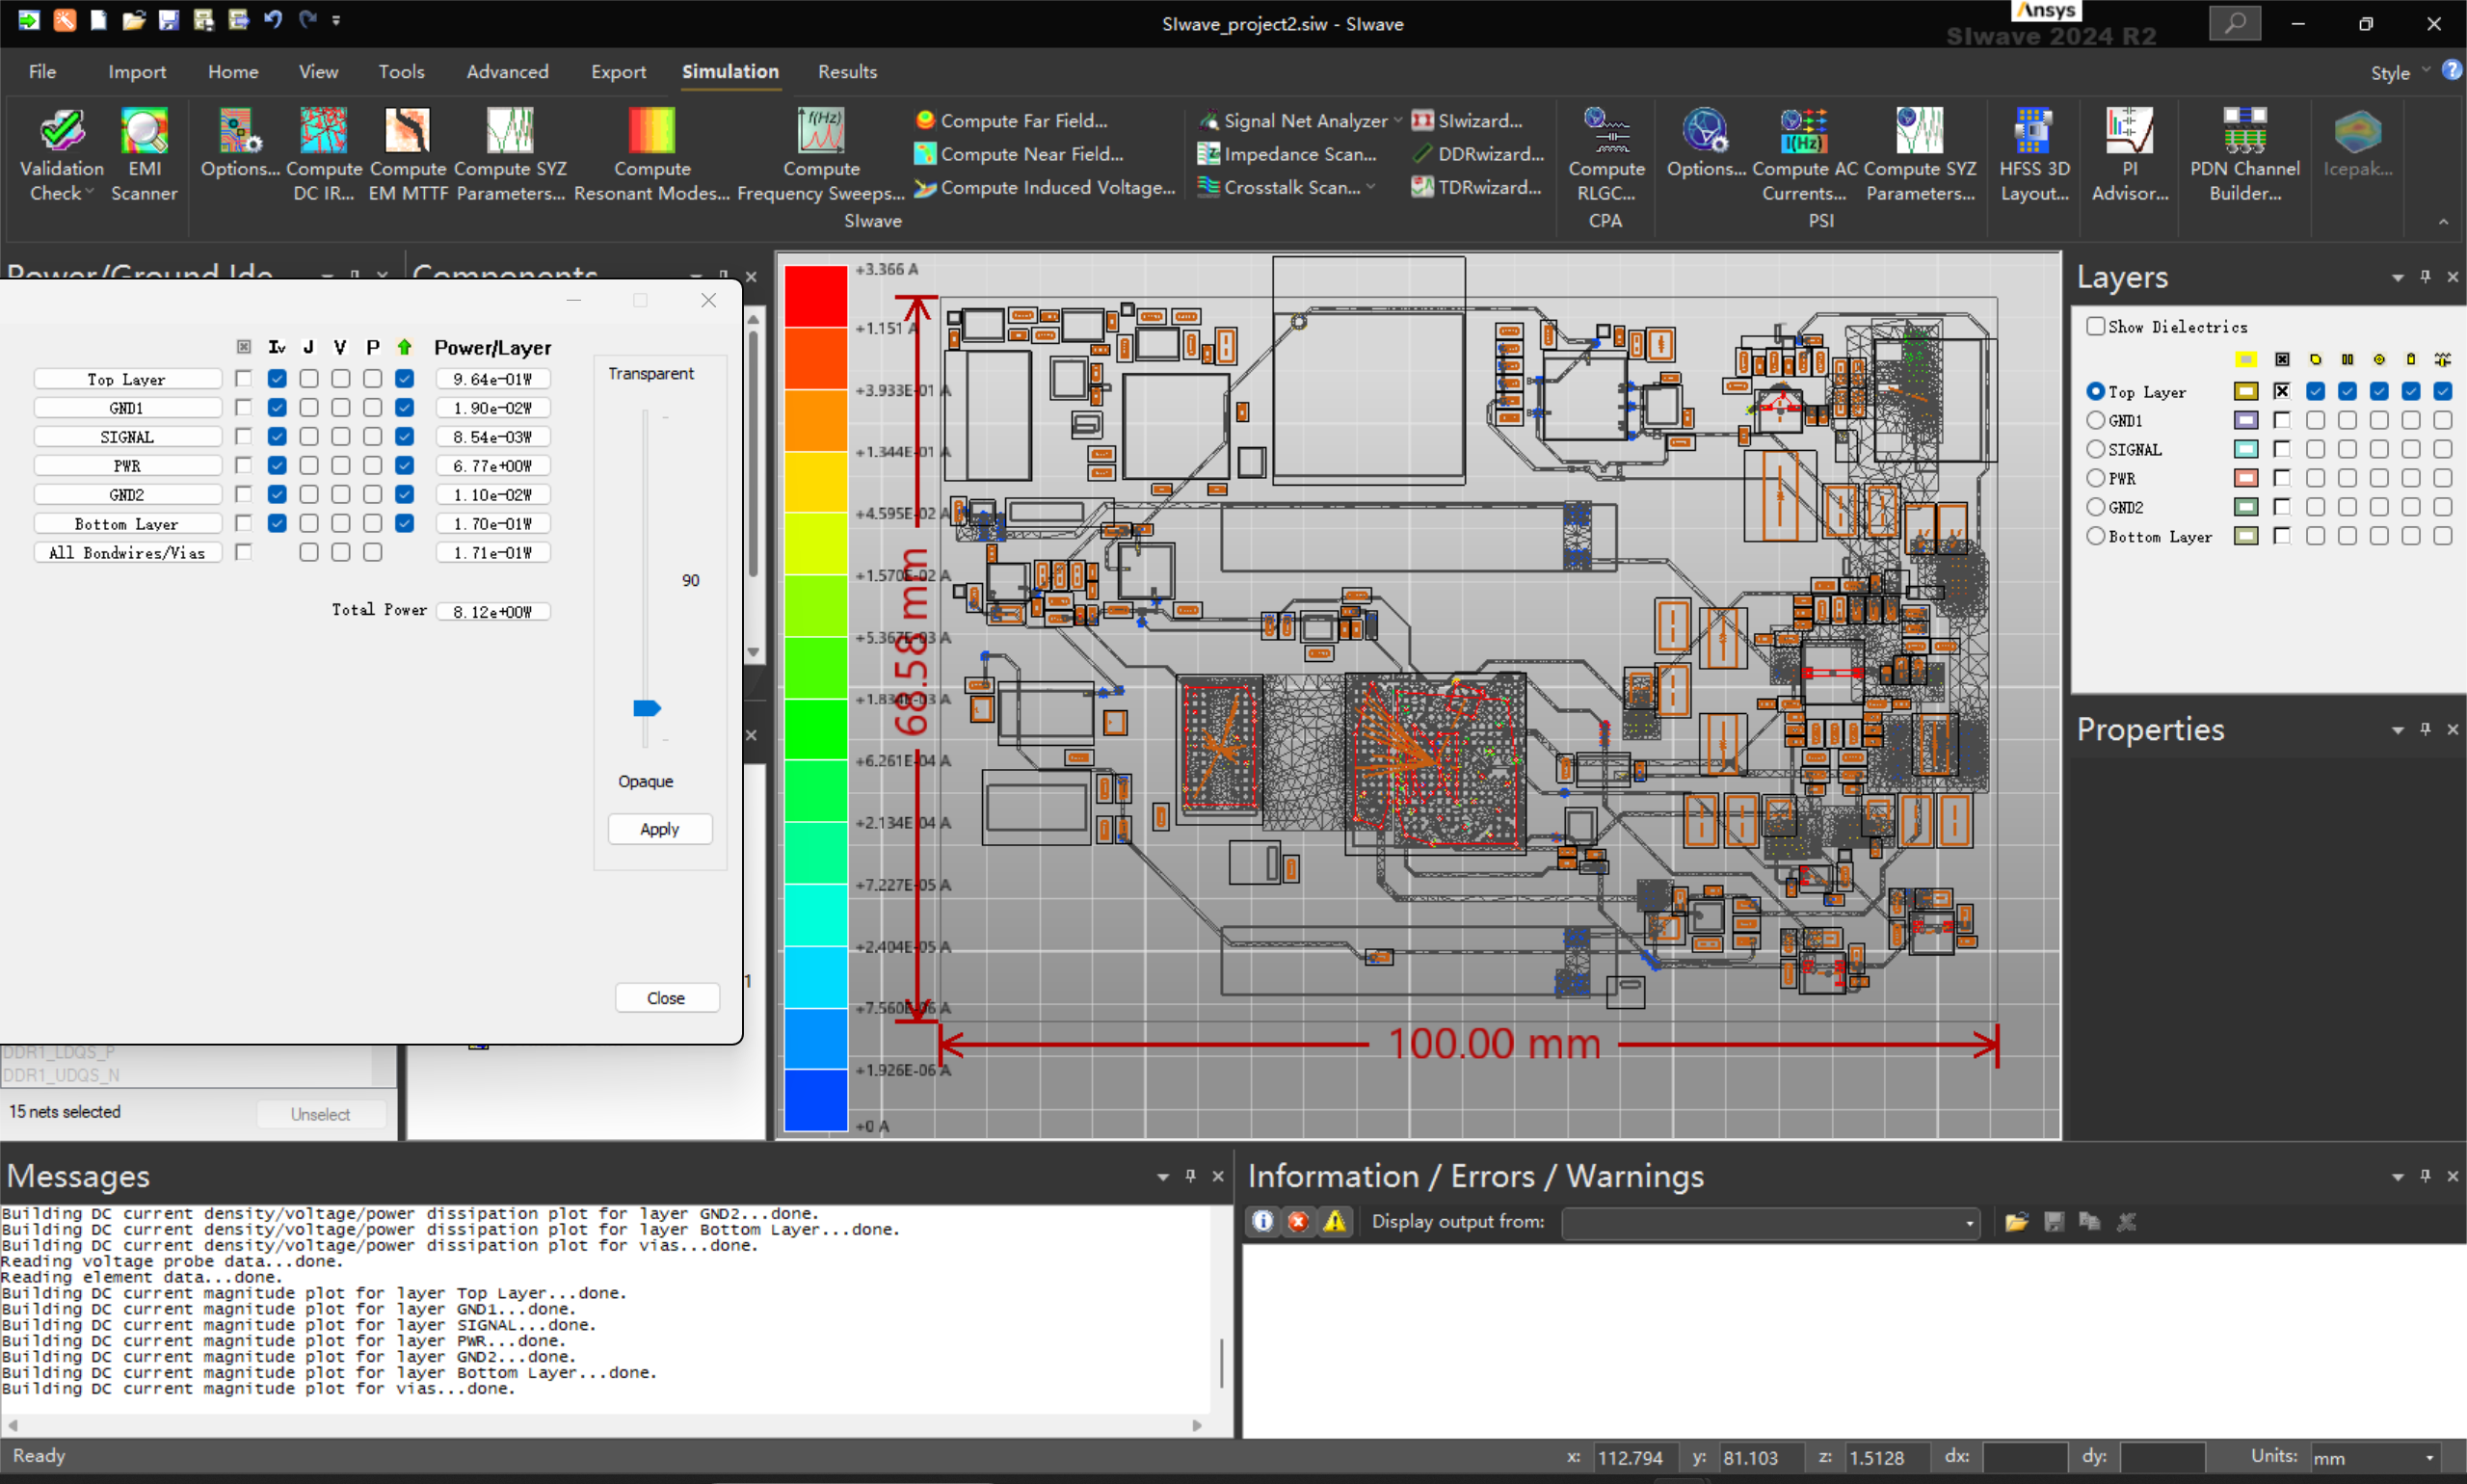 SIwave_project2.siw - SIwave
Ansys
SIwave 2024 R2
File Import Home View Tools Advanced Export Simulation Results
Style
Validation Check
EMI Scanner
Options...
Compute DC IR...
Compute EM MTTF
Compute SYZ Parameters...
Compute Resonant Modes...
Compute Frequency Sweeps...
Compute Far Field...
Compute Near Field...
Compute Induced Voltage...
Signal Net Analyzer
Impedance Scan...
Crosstalk Scan...
SIwizard...
DDRwizard...
TDRwizard...
SIwave
Compute RLGC...
CPA
Options...
Compute AC Currents...
Compute SYZ Parameters...
PSI
HFSS 3D Layout...
PI Advisor...
PDN Channel Builder...
Icepak...
f(Hz)
I(Hz)
Power/Ground Ide
Components
Iv J V P Power/Layer
Top Layer 9.64e-01W
GND1 1.90e-02W
SIGNAL 8.54e-03W
PWR 6.77e+00W
GND2 1.10e-02W
Bottom Layer 1.70e-01W
All Bondwires/Vias 1.71e-01W
Total Power 8.12e+00W
Transparent
90
Opaque
Apply
Close
1
DDR1_LDQS_P
DDR1_UDQS_N
15 nets selected
Unselect
+3.366 A
+1.151 A
+3.933E-01 A
+1.344E-01 A
+4.595E-02 A
+1.570E-02 A
+5.367E-03 A
+1.834E-03 A
+6.261E-04 A
+2.134E-04 A
+7.227E-05 A
+2.404E-05 A
+7.560E-06 A
+1.926E-06 A
+0 A
68.58 mm
100.00 mm
Layers
Show Dielectrics
Top Layer
GND1
SIGNAL
PWR
GND2
Bottom Layer
Properties
Messages
Building DC current density/voltage/power dissipation plot for layer GND2...done.
Building DC current density/voltage/power dissipation plot for layer Bottom Layer...done.
Building DC current density/voltage/power dissipation plot for vias...done.
Reading voltage probe data...done.
Reading element data...done.
Building DC current magnitude plot for layer Top Layer...done.
Building DC current magnitude plot for layer GND1...done.
Building DC current magnitude plot for layer SIGNAL...done.
Building DC current magnitude plot for layer PWR...done.
Building DC current magnitude plot for layer GND2...done.
Building DC current magnitude plot for layer Bottom Layer...done.
Building DC current magnitude plot for vias...done.
Information / Errors / Warnings
Display output from:
Ready
x: 112.794 y: 81.103 z: 1.5128 dx: dy: Units: mm